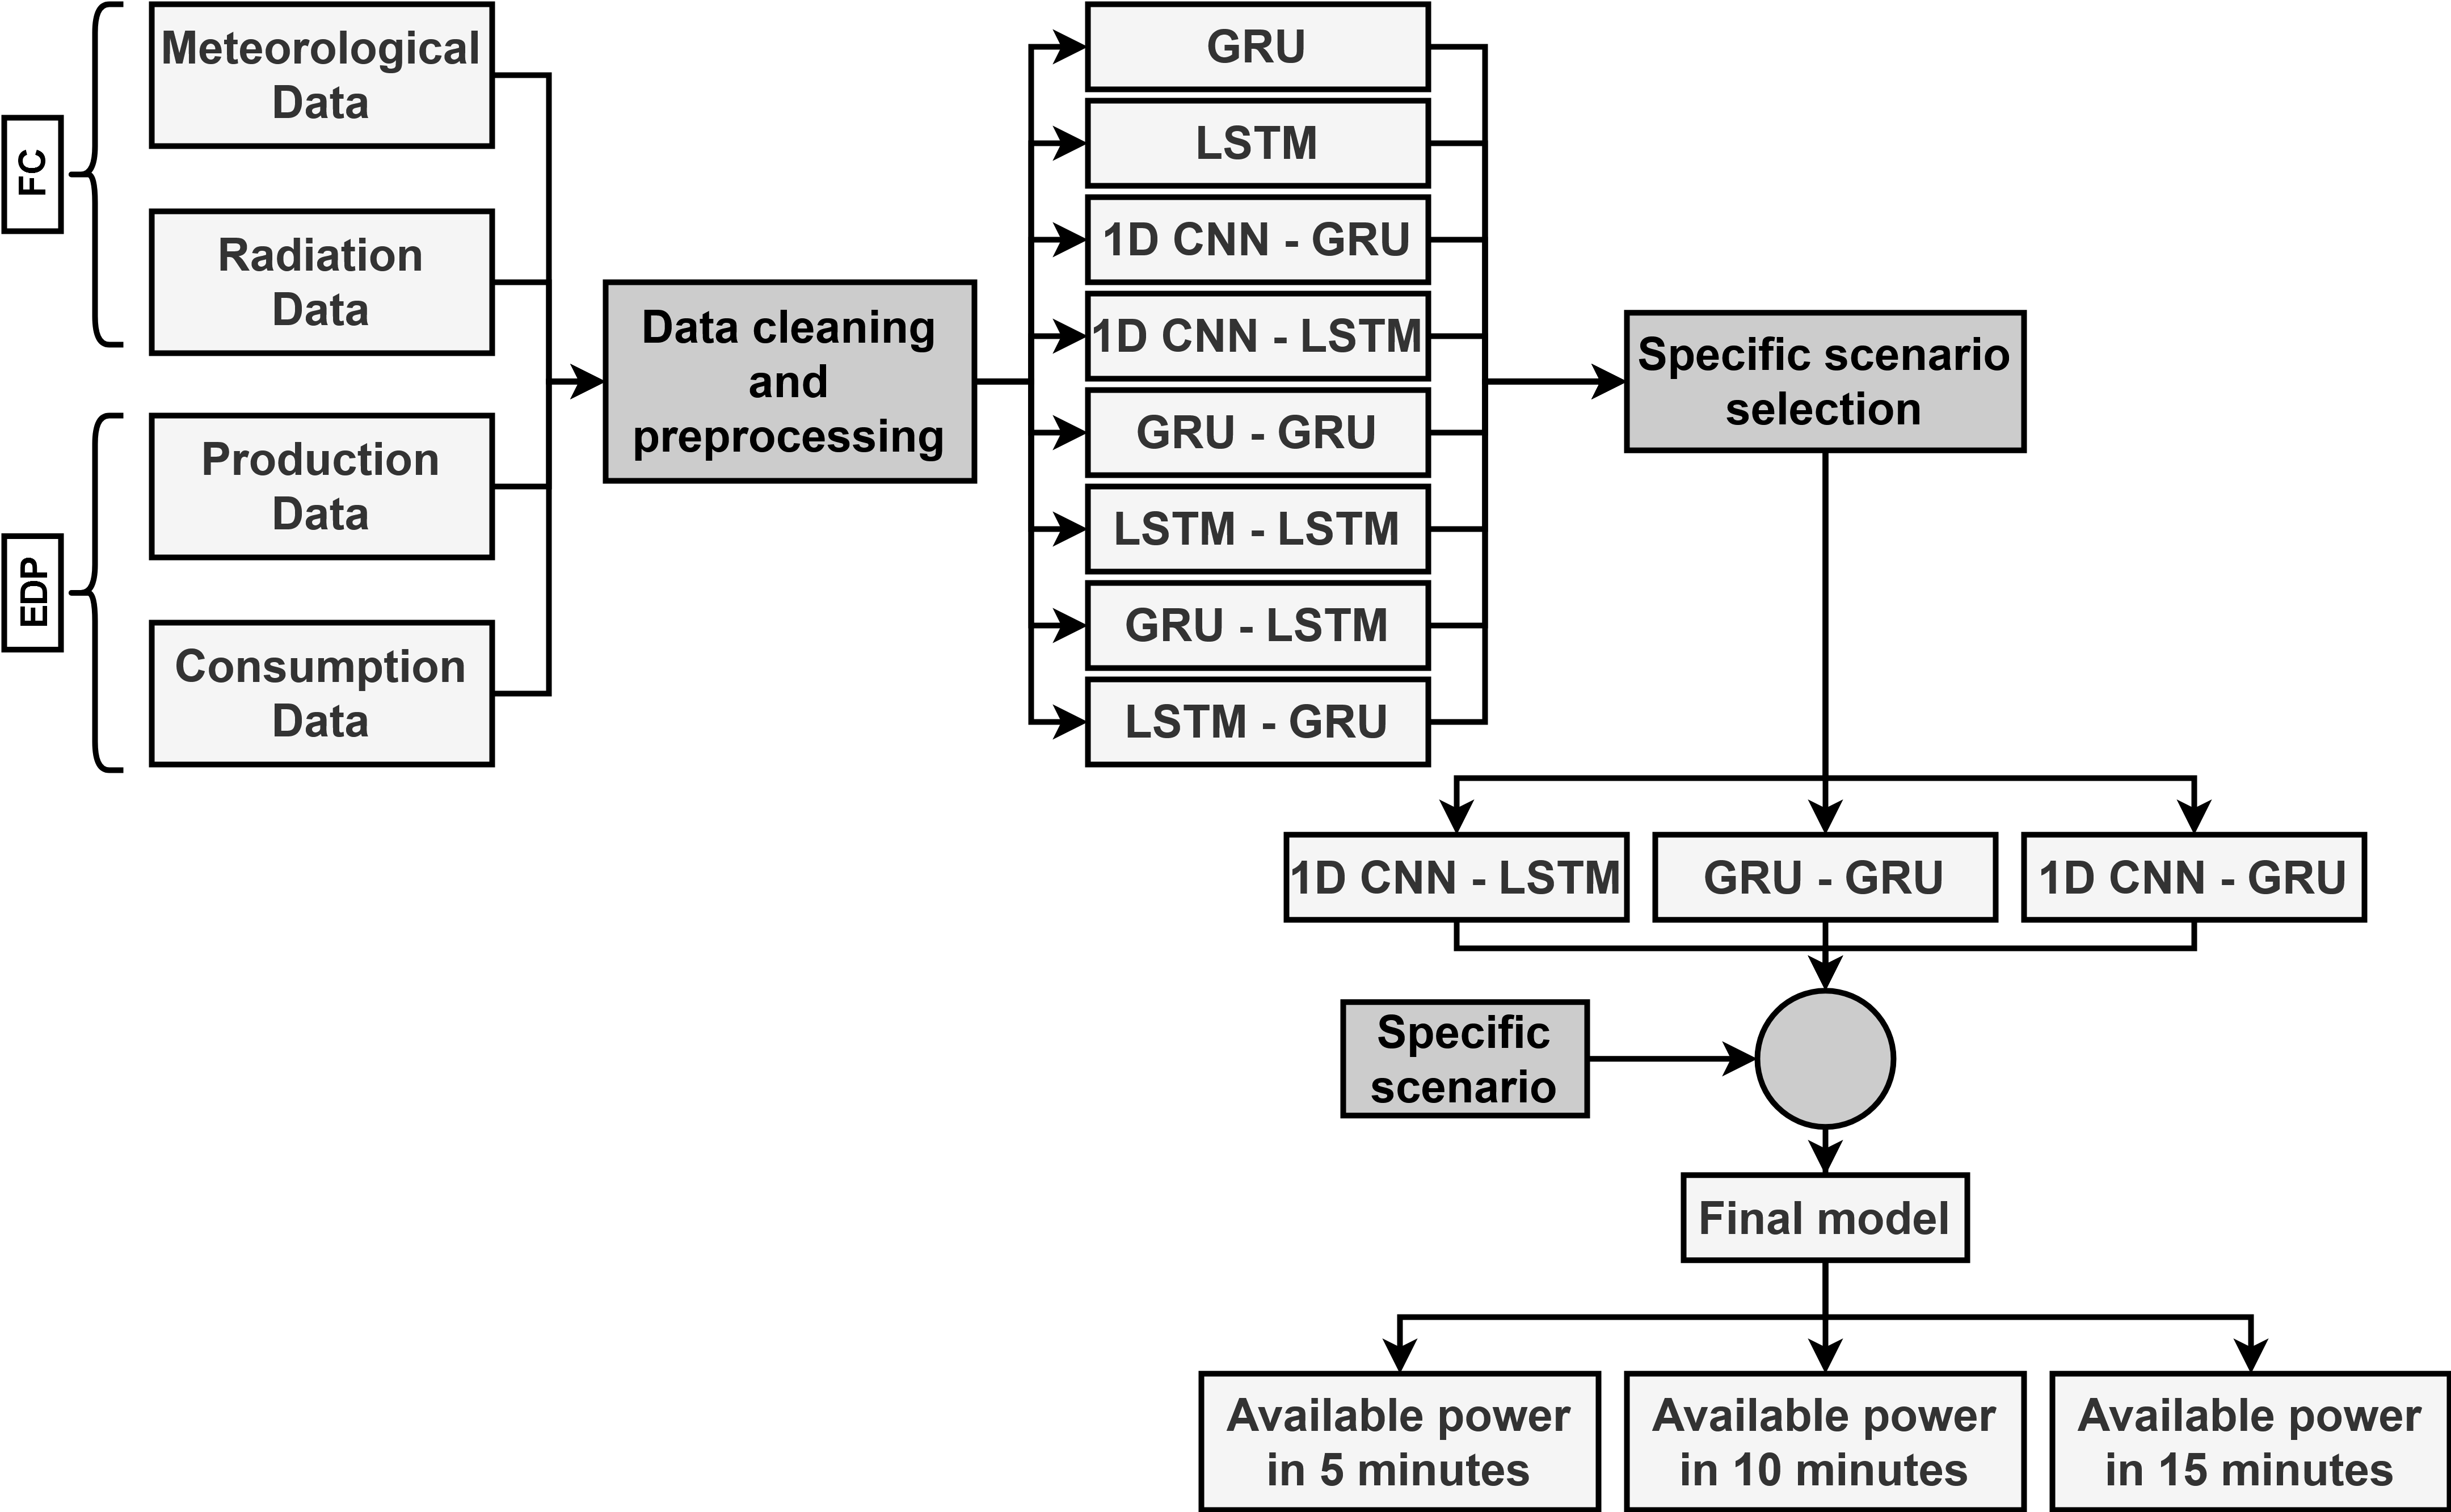 FC
Meteorological
Data
Radiation
Data
EDP
Production
Data
Consumption
Data
Data cleaning
and
preprocessing
GRU
LSTM
1D CNN - GRU
1D CNN - LSTM
GRU - GRU
LSTM - LSTM
GRU - LSTM
LSTM - GRU
Specific scenario
selection
1D CNN - LSTM
GRU - GRU
1D CNN - GRU
Specific
scenario
Final model
Available power
in 5 minutes
Available power
in 10 minutes
Available power
in 15 minutes